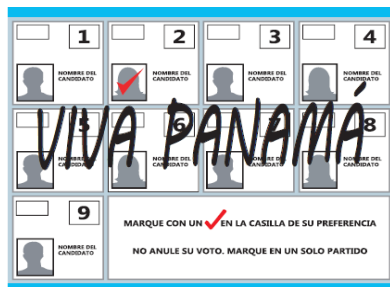 1 2 3 4
NOMBRE DEL CANDIDATO NOMBRE DEL CANDIDATO NOMBRE DEL CANDIDATO NOMBRE DEL CANDIDATO
VIVA PANAMÁ
5 6 7 8
NOMBRE DEL CANDIDATO NOMBRE DEL CANDIDATO NOMBRE DEL CANDIDATO NOMBRE DEL CANDIDATO
9
NOMBRE DEL CANDIDATO
MARQUE CON UN EN LA CASILLA DE SU PREFERENCIA
NO ANULE SU VOTO. MARQUE EN UN SOLO PARTIDO